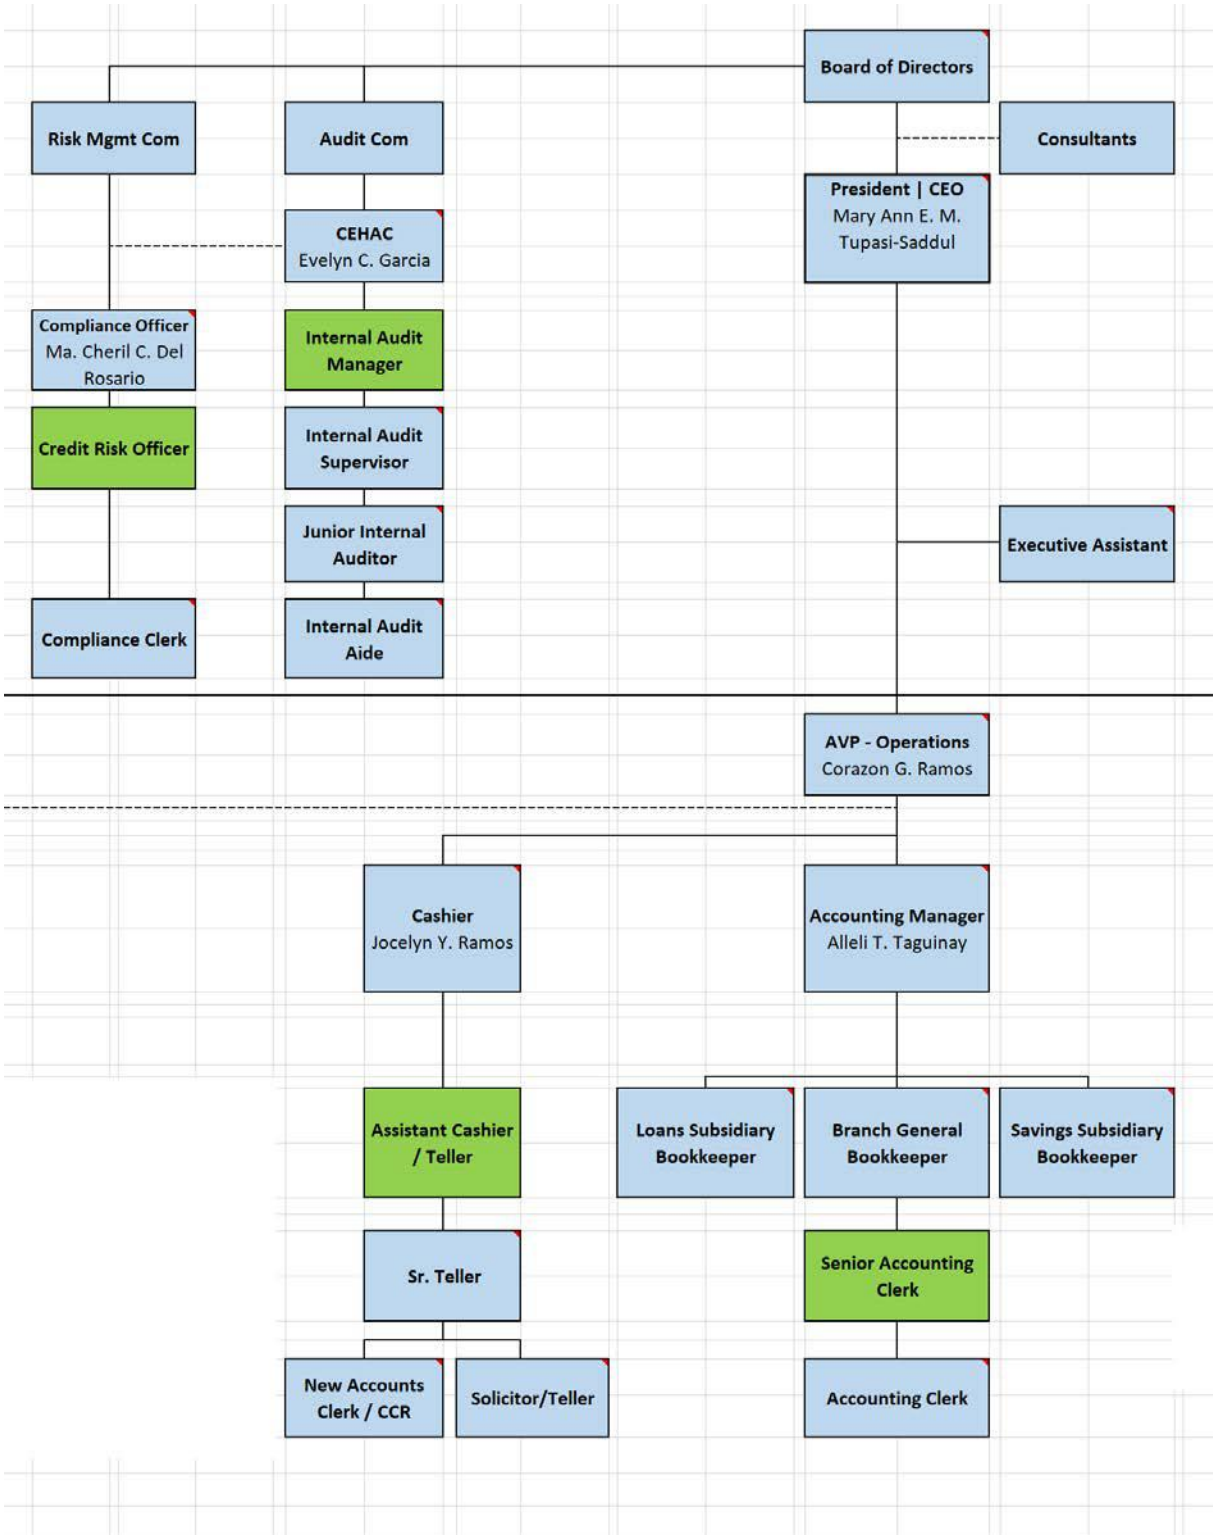 Board of Directors
Risk Mgmt Com
Audit Com
Consultants
President | CEO
Mary Ann E. M.
Tupasi-Saddul
CEHAC
Evelyn C. Garcia
Compliance Officer
Ma. Cheril C. Del
Rosario
Internal Audit
Manager
Credit Risk Officer
Internal Audit
Supervisor
Junior Internal
Auditor
Executive Assistant
Compliance Clerk
Internal Audit
Aide
AVP - Operations
Corazon G. Ramos
Cashier
Jocelyn Y. Ramos
Accounting Manager
Alleli T. Taguinay
Assistant Cashier
/ Teller
Loans Subsidiary
Bookkeeper
Branch General
Bookkeeper
Savings Subsidiary
Bookkeeper
Sr. Teller
Senior Accounting
Clerk
New Accounts
Clerk / CCR
Solicitor/Teller
Accounting Clerk